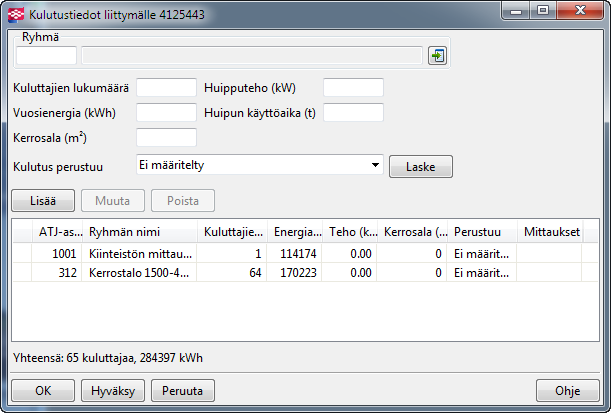 Kulutustiedot liittymälle 4125443
Ryhmä
Kuluttajien lukumäärä Huipputeho (kW)
Vuosienergia (kWh) Huipun käyttöaika (t)
Kerrosala (m²)
Kulutus perustuu Ei määritelty Laske
Lisää Muuta Poista
ATJ-as... Ryhmän nimi Kuluttajie... Energia... Teho (k... Kerrosala (... Perustuu Mittaukset
1001 Kiinteistön mittau... 1 114174 0.00 0 Ei määrit...
312 Kerrostalo 1500-4... 64 170223 0.00 0 Ei määrit...
Yhteensä: 65 kuluttajaa, 284397 kWh
OK Hyväksy Peruuta Ohje